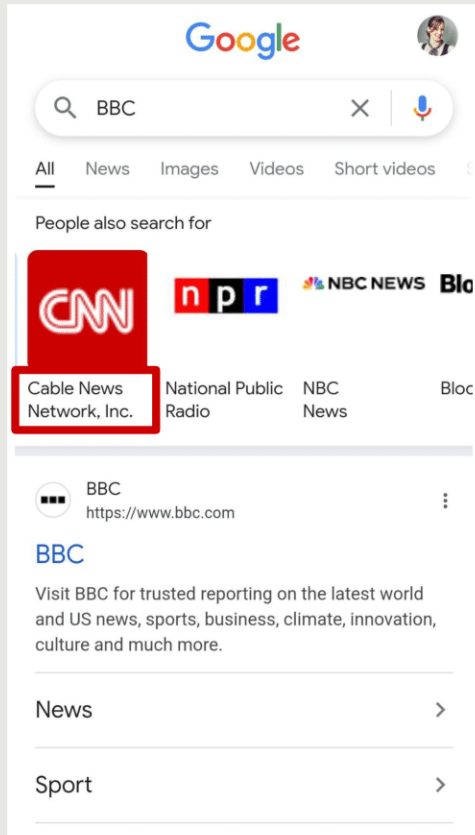 Google
BBC
All News Images Videos Short videos
People also search for
CNN
npr
NBC NEWS
Cable News
Network, Inc.
National Public
Radio
NBC
News
BBC
https://www.bbc.com
BBC
Visit BBC for trusted reporting on the latest world
and US news, sports, business, climate, innovation,
culture and much more.
News
Sport